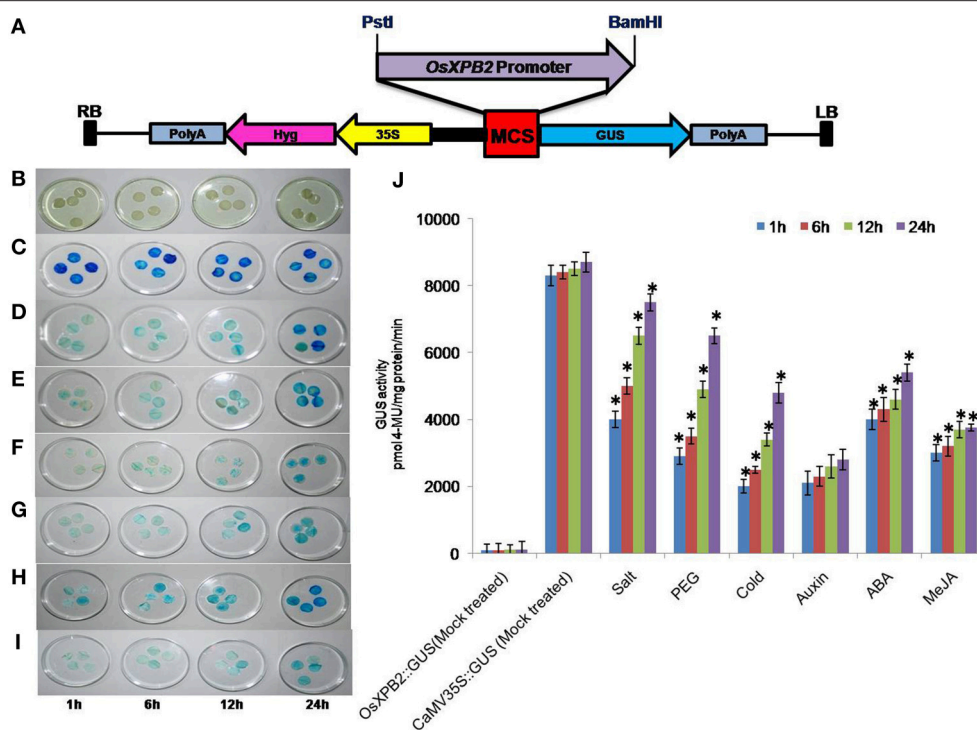 A
PstI
BamHI
OsXPB2 Promoter
RB
LB
PolyA
Hyg
35S
MCS
GUS
PolyA
B
C
D
E
F
G
H
I
1h
6h
12h
24h
J
1h
6h
12h
24h
GUS activity
pmol4-MU/mg protein/min
10000
8000
6000
4000
2000
0
* * * *
* * * *
* * * *
* * * *
* * * *
OsXPB2::GUS(Mock treated)
CaMV35S::GUS (Mock treated)
Salt
PEG
Cold
Auxin
ABA
MeJA